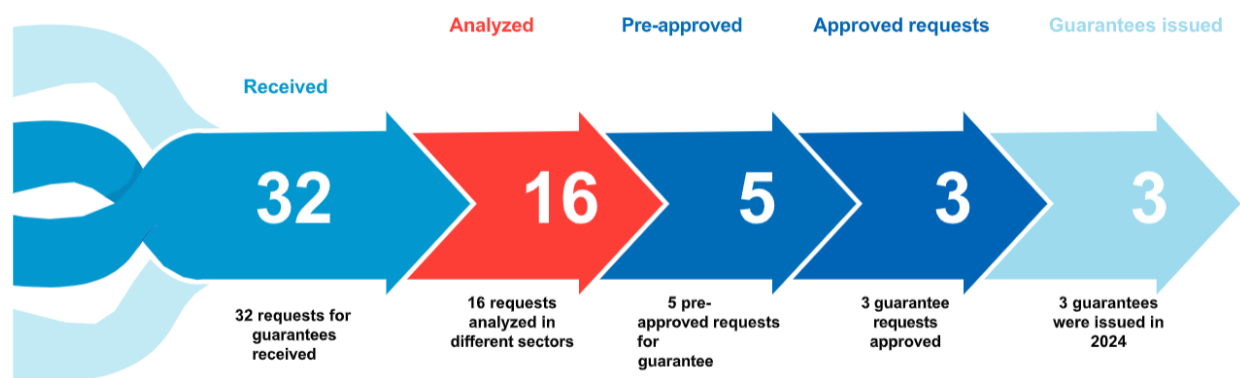 Analyzed
Pre-approved
Approved requests
Guarantees issued
Received
32
16
5
3
3
32 requests for
guarantees
received
16 requests
analyzed in
different sectors
5 pre-
approved requests
for
guarantee
3 guarantee
requests
approved
3 guarantees
were issued in
2024